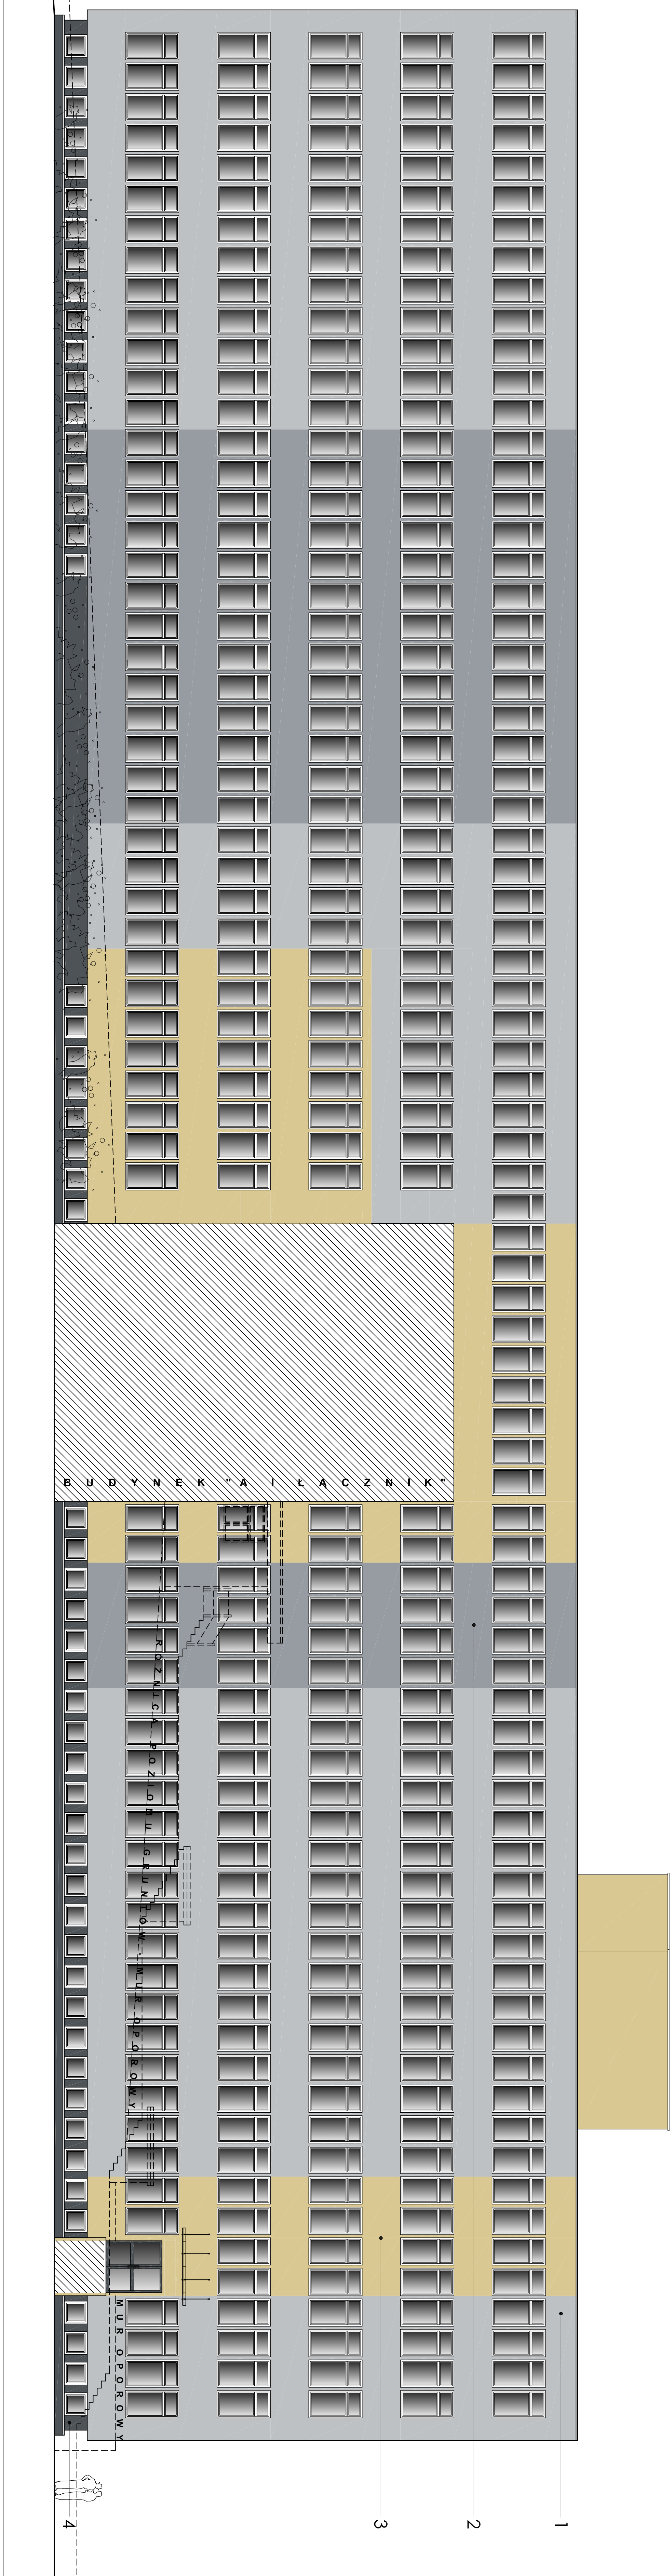 BUDYNEK "A I ŁĄCZNIK"
RÓŻNICA POZIOMU GRUNTÓW - MUR OPOROWY
MUR OPOROWY
1
2
3
4